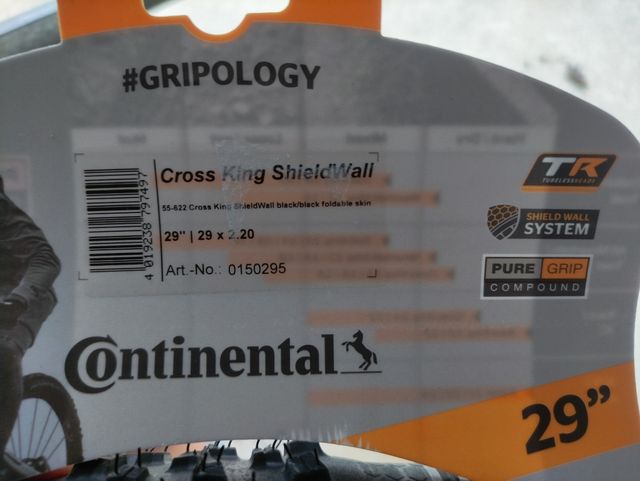 #GRIPOLOGY
Cross King ShieldWall
55-622 Cross King ShieldWall black/black foldable skin
29" | 29 x 2.20
Art.-No.: 0150295
4 019238 797497
TR
TUBELESS READY
SHIELD WALL
SYSTEM
PURE GRIP
COMPOUND
Continental
29”